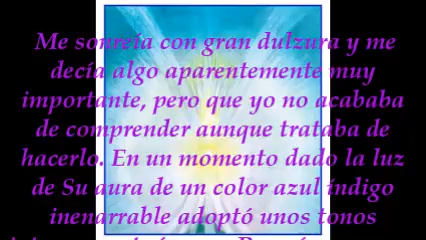 Me sonreía con gran dulzura y me
decía algo aparentemente muy
importante, pero que yo no acababa
de comprender aunque trataba de
hacerlo. En un momento dado la luz
de Su aura de un color azul índigo
inenarrable adoptó unos tonos